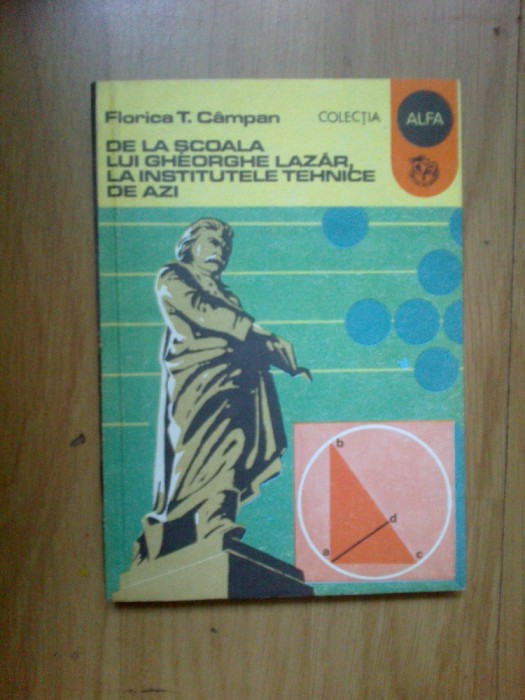 Florica T. Câmpan
COLECȚIA
ALFA
DE LA ȘCOALA
LUI GHEORGHE LAZĂR,
LA INSTITUTELE TEHNICE
DE AZI
b
d
a
c